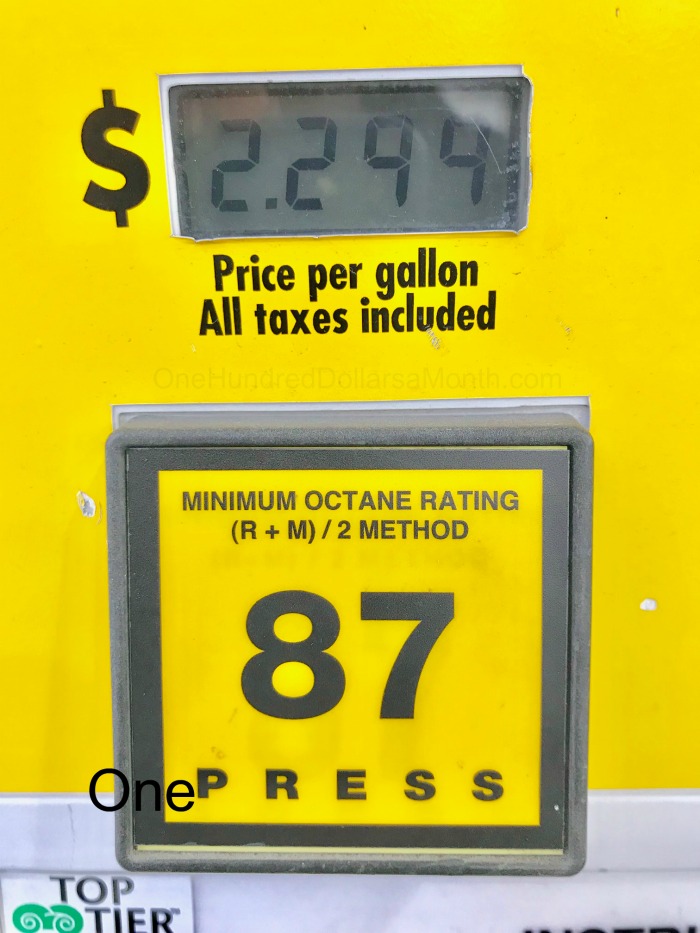 $ 2.294
Price per gallon
All taxes included
OneHundredDollarsaMonth.com
MINIMUM OCTANE RATING
(R + M) / 2 METHOD
87
One PRESS
TOP
TIER™